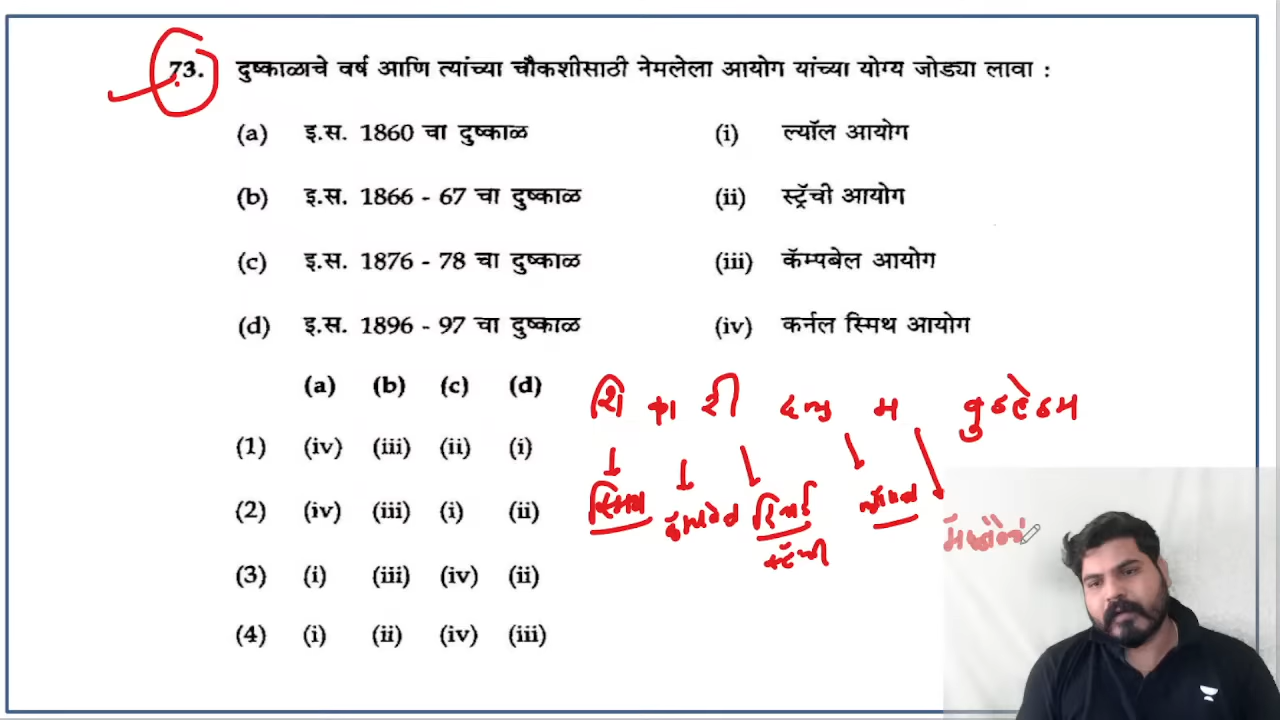 73. दुष्काळाचे वर्ष आणि त्यांच्या चौकशीसाठी नेमलेला आयोग यांच्या योग्य जोड्या लावा :
(a) इ.स. 1860 चा दुष्काळ (i) ल्यॉल आयोग
(b) इ.स. 1866 - 67 चा दुष्काळ (ii) स्ट्रॅची आयोग
(c) इ.स. 1876 - 78 चा दुष्काळ (iii) कॅम्पबेल आयोग
(d) इ.स. 1896 - 97 चा दुष्काळ (iv) कर्नल स्मिथ आयोग
(a) (b) (c) (d)
शि का री
(1) (iv) (iii) (ii) (i)
(2) (iv) (iii) (i) (ii)
स्मिथ रिचर्ड
स्ट्रॅची
(3) (i) (iii) (iv) (ii)
(4) (i) (ii) (iv) (iii)